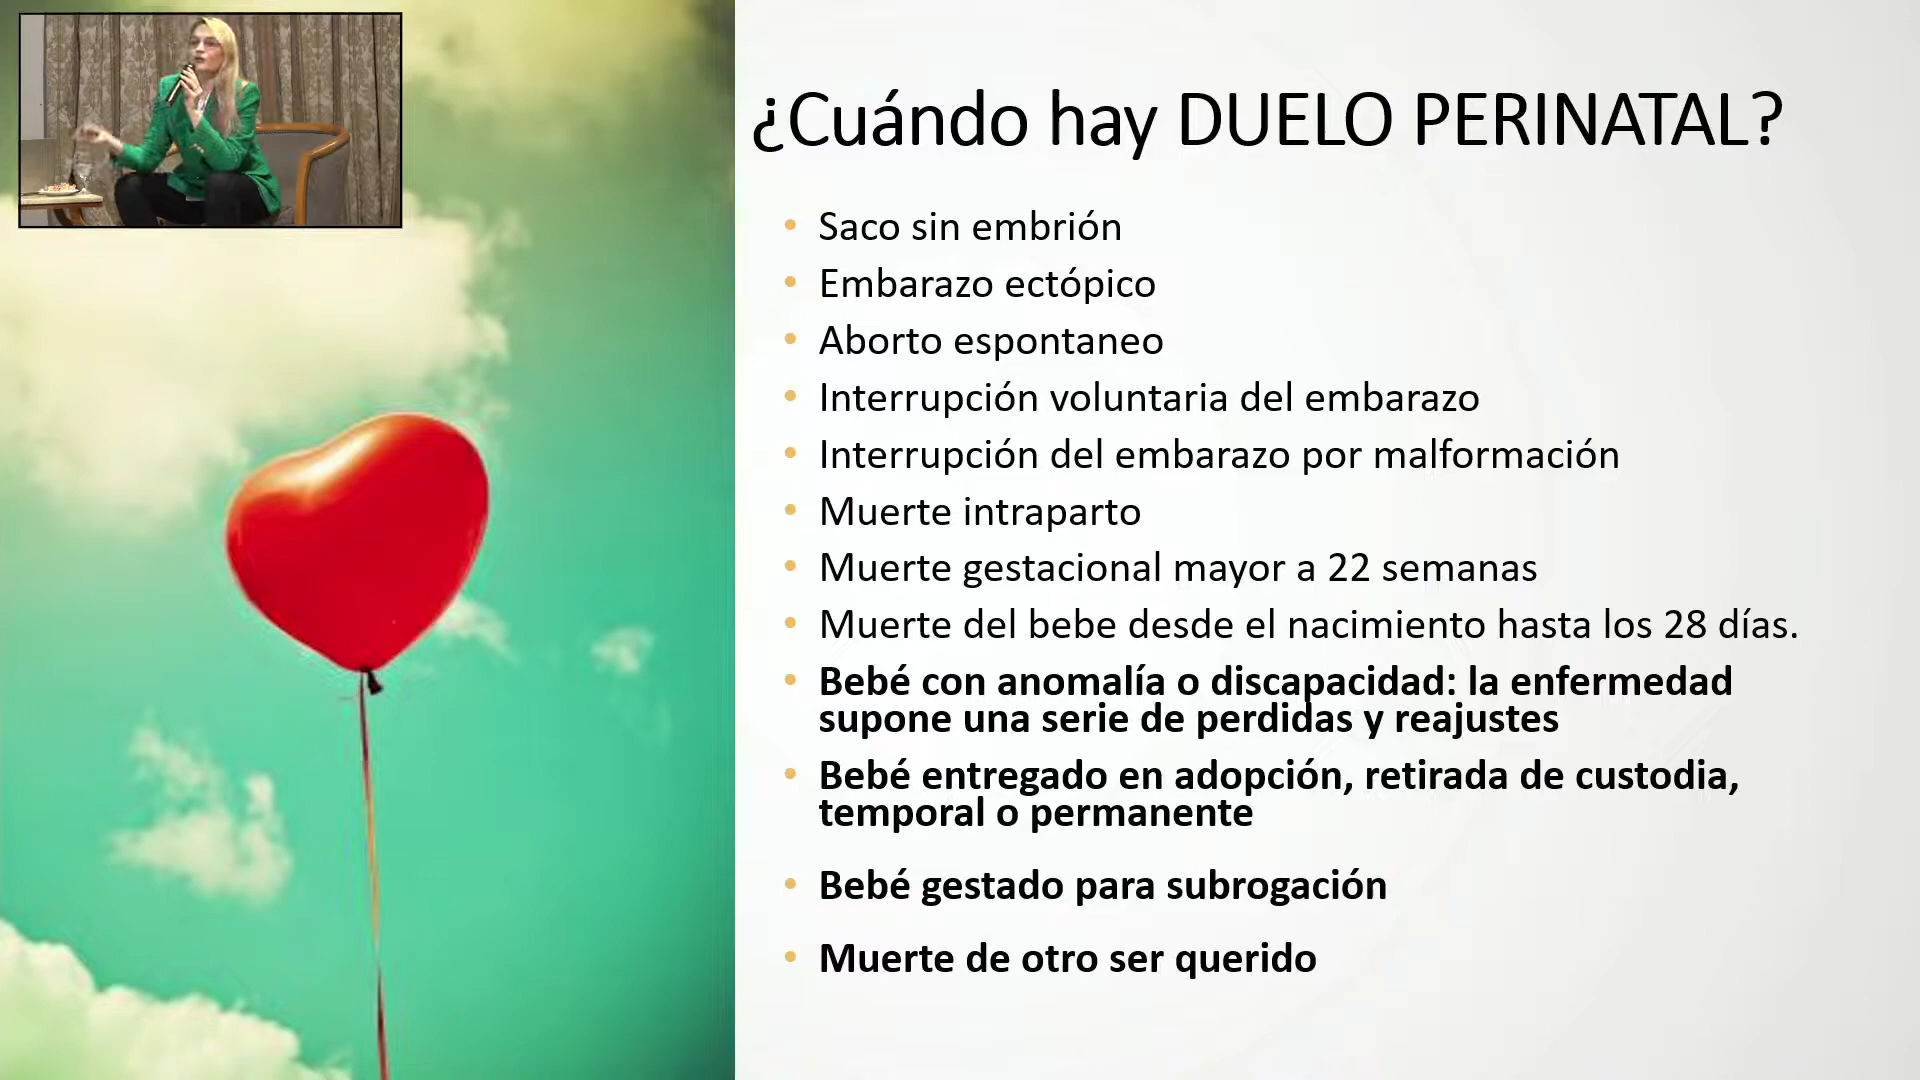 ¿Cuándo hay DUELO PERINATAL?
• Saco sin embrión
• Embarazo ectópico
• Aborto espontaneo
• Interrupción voluntaria del embarazo
• Interrupción del embarazo por malformación
• Muerte intraparto
• Muerte gestacional mayor a 22 semanas
• Muerte del bebe desde el nacimiento hasta los 28 días.
• Bebé con anomalía o discapacidad: la enfermedad
supone una serie de perdidas y reajustes
• Bebé entregado en adopción, retirada de custodia,
temporal o permanente
• Bebé gestado para subrogación
• Muerte de otro ser querido